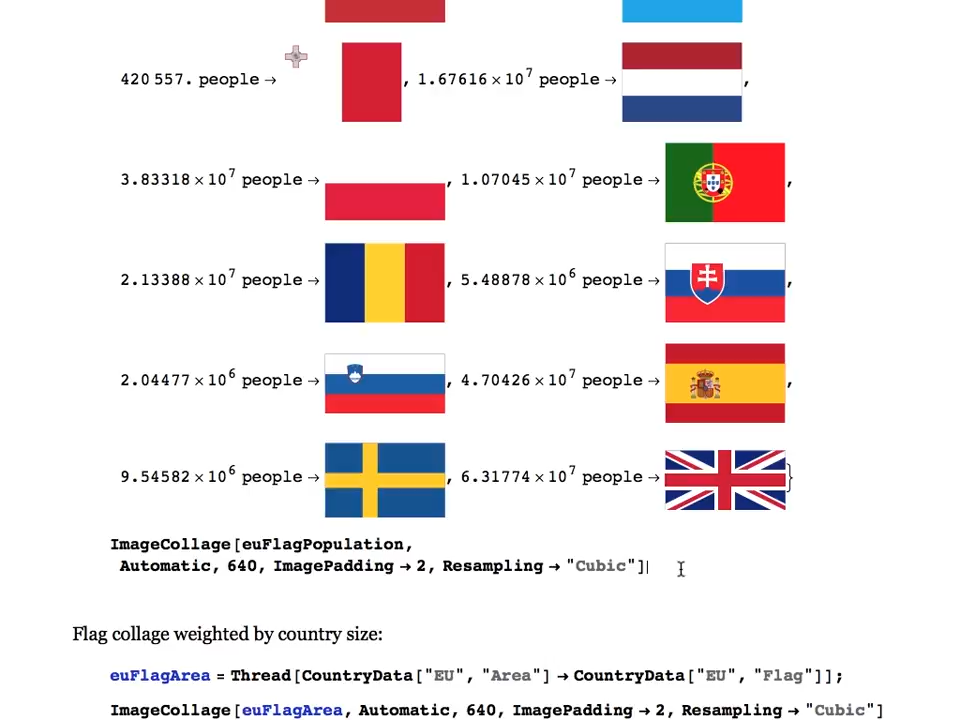 420 557. people → , 1.67616 × 10^7 people → ,
3.83318 × 10^7 people → , 1.07045 × 10^7 people → ,
2.13388 × 10^7 people → , 5.48878 × 10^6 people → ,
2.04477 × 10^6 people → , 4.70426 × 10^7 people → ,
9.54582 × 10^6 people → , 6.31774 × 10^7 people → }
ImageCollage[euFlagPopulation,
Automatic, 640, ImagePadding → 2, Resampling → "Cubic"]
Flag collage weighted by country size:
euFlagArea = Thread[CountryData["EU", "Area"] → CountryData["EU", "Flag"]];
ImageCollage[euFlagArea, Automatic, 640, ImagePadding → 2, Resampling → "Cubic"]